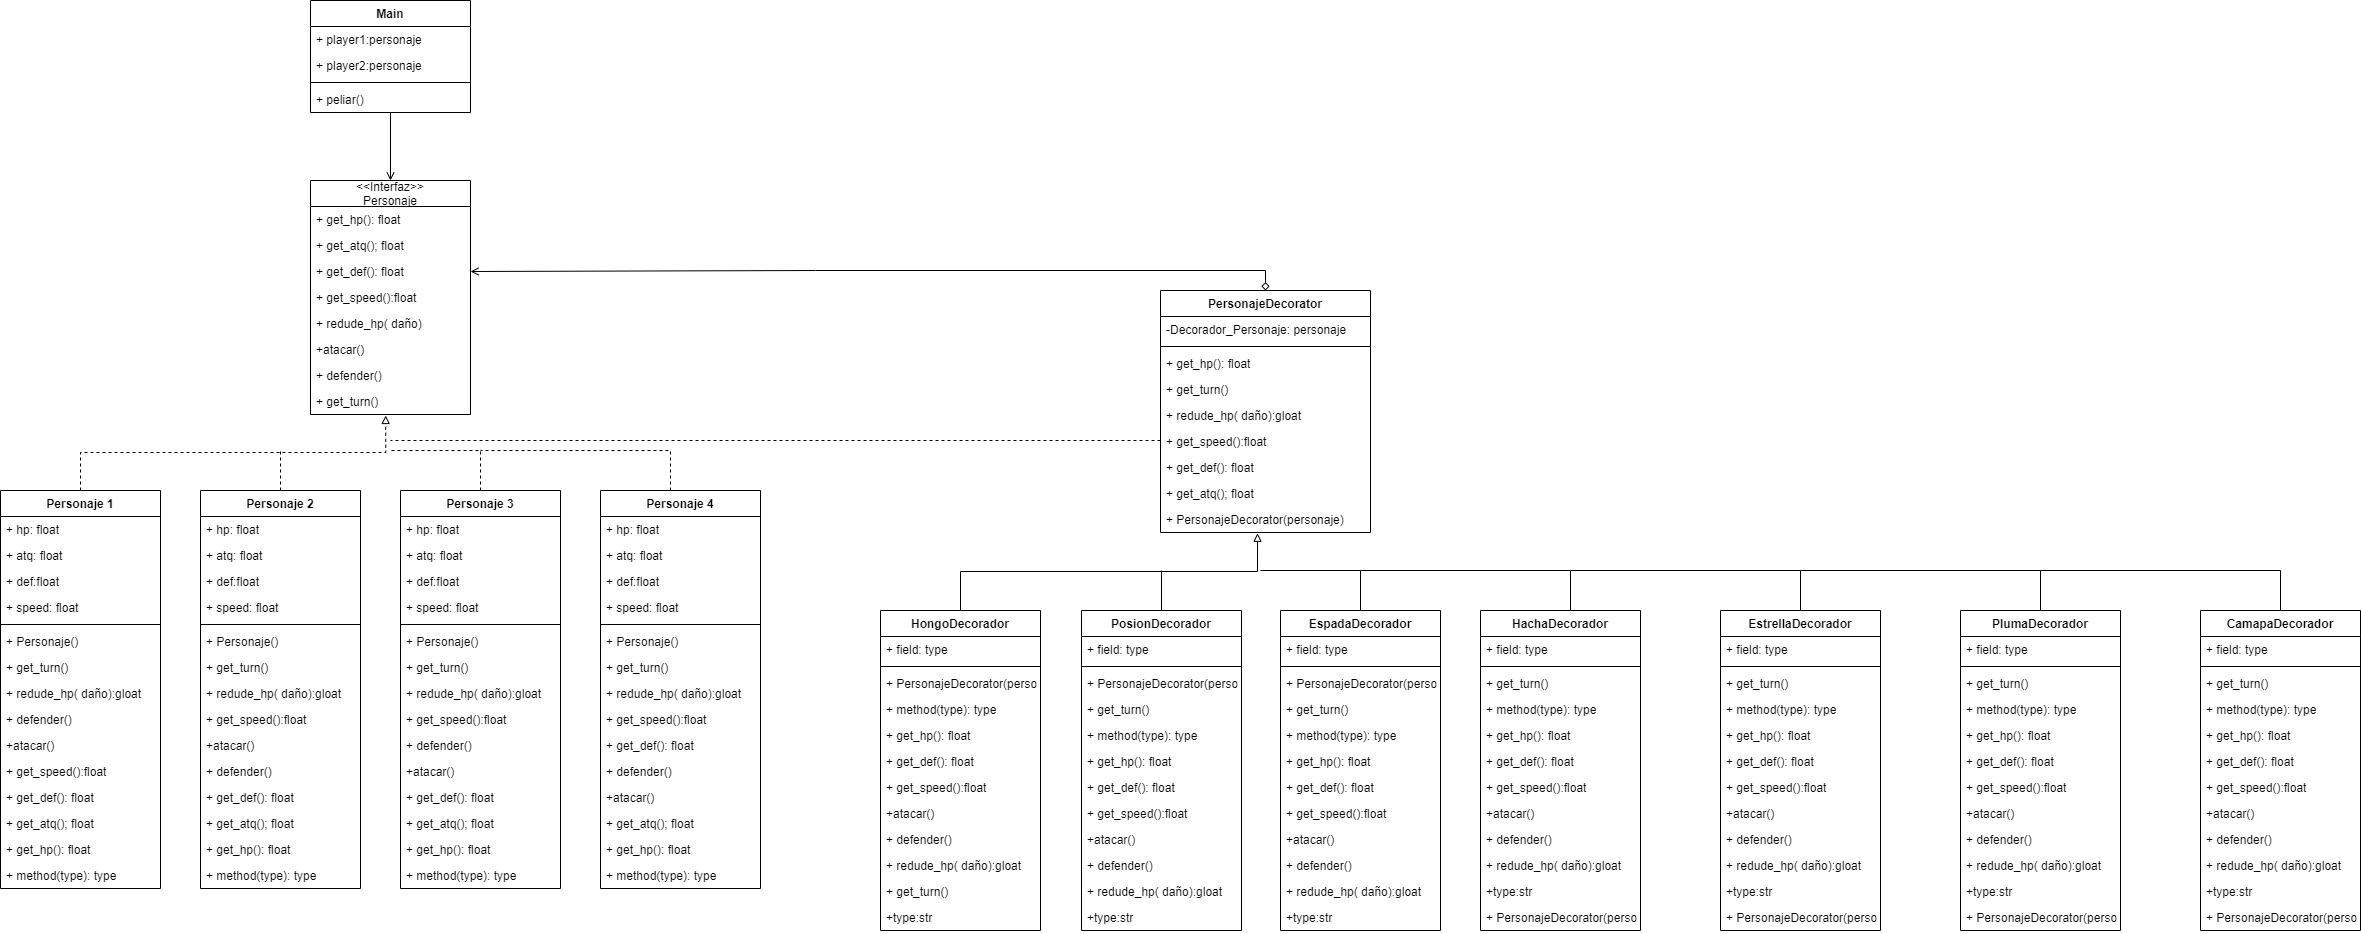 Main
+ player1:personaje
+ player2:personaje
+ peliar()
<<Interfaz>>
Personaje
+ get_hp(): float
+ get_atq(); float
+ get_def(): float
+ get_speed():float
+ redude_hp( daño)
+atacar()
+ defender()
+ get_turn()
PersonajeDecorator
-Decorador_Personaje: personaje
+ get_hp(): float
+ get_turn()
+ redude_hp( daño):gloat
+ get_speed():float
+ get_def(): float
+ get_atq(); float
+ PersonajeDecorator(personaje)
Personaje 1
+ hp: float
+ atq: float
+ def:float
+ speed: float
+ Personaje()
+ get_turn()
+ redude_hp( daño):gloat
+ defender()
+atacar()
+ get_speed():float
+ get_def(): float
+ get_atq(); float
+ get_hp(): float
+ method(type): type
Personaje 2
+ hp: float
+ atq: float
+ def:float
+ speed: float
+ Personaje()
+ get_turn()
+ redude_hp( daño):gloat
+ get_speed():float
+atacar()
+ defender()
+ get_def(): float
+ get_atq(); float
+ get_hp(): float
+ method(type): type
Personaje 3
+ hp: float
+ atq: float
+ def:float
+ speed: float
+ Personaje()
+ get_turn()
+ redude_hp( daño):gloat
+ get_speed():float
+ defender()
+atacar()
+ get_def(): float
+ get_atq(); float
+ get_hp(): float
+ method(type): type
Personaje 4
+ hp: float
+ atq: float
+ def:float
+ speed: float
+ Personaje()
+ get_turn()
+ redude_hp( daño):gloat
+ get_speed():float
+ get_def(): float
+ defender()
+atacar()
+ get_atq(); float
+ get_hp(): float
+ method(type): type
HongoDecorador
+ field: type
+ PersonajeDecorator(perso
+ method(type): type
+ get_hp(): float
+ get_def(): float
+ get_speed():float
+atacar()
+ defender()
+ redude_hp( daño):gloat
+ get_turn()
+type:str
PosionDecorador
+ field: type
+ PersonajeDecorator(perso
+ get_turn()
+ method(type): type
+ get_hp(): float
+ get_def(): float
+ get_speed():float
+atacar()
+ defender()
+ redude_hp( daño):gloat
+type:str
EspadaDecorador
+ field: type
+ PersonajeDecorator(perso
+ get_turn()
+ method(type): type
+ get_hp(): float
+ get_def(): float
+ get_speed():float
+atacar()
+ defender()
+ redude_hp( daño):gloat
+type:str
HachaDecorador
+ field: type
+ get_turn()
+ method(type): type
+ get_hp(): float
+ get_def(): float
+ get_speed():float
+atacar()
+ defender()
+ redude_hp( daño):gloat
+type:str
+ PersonajeDecorator(perso
EstrellaDecorador
+ field: type
+ get_turn()
+ method(type): type
+ get_hp(): float
+ get_def(): float
+ get_speed():float
+atacar()
+ defender()
+ redude_hp( daño):gloat
+type:str
+ PersonajeDecorator(perso
PlumaDecorador
+ field: type
+ get_turn()
+ method(type): type
+ get_hp(): float
+ get_def(): float
+ get_speed():float
+atacar()
+ defender()
+ redude_hp( daño):gloat
+type:str
+ PersonajeDecorator(perso
CamapaDecorador
+ field: type
+ get_turn()
+ method(type): type
+ get_hp(): float
+ get_def(): float
+ get_speed():float
+atacar()
+ defender()
+ redude_hp( daño):gloat
+type:str
+ PersonajeDecorator(perso